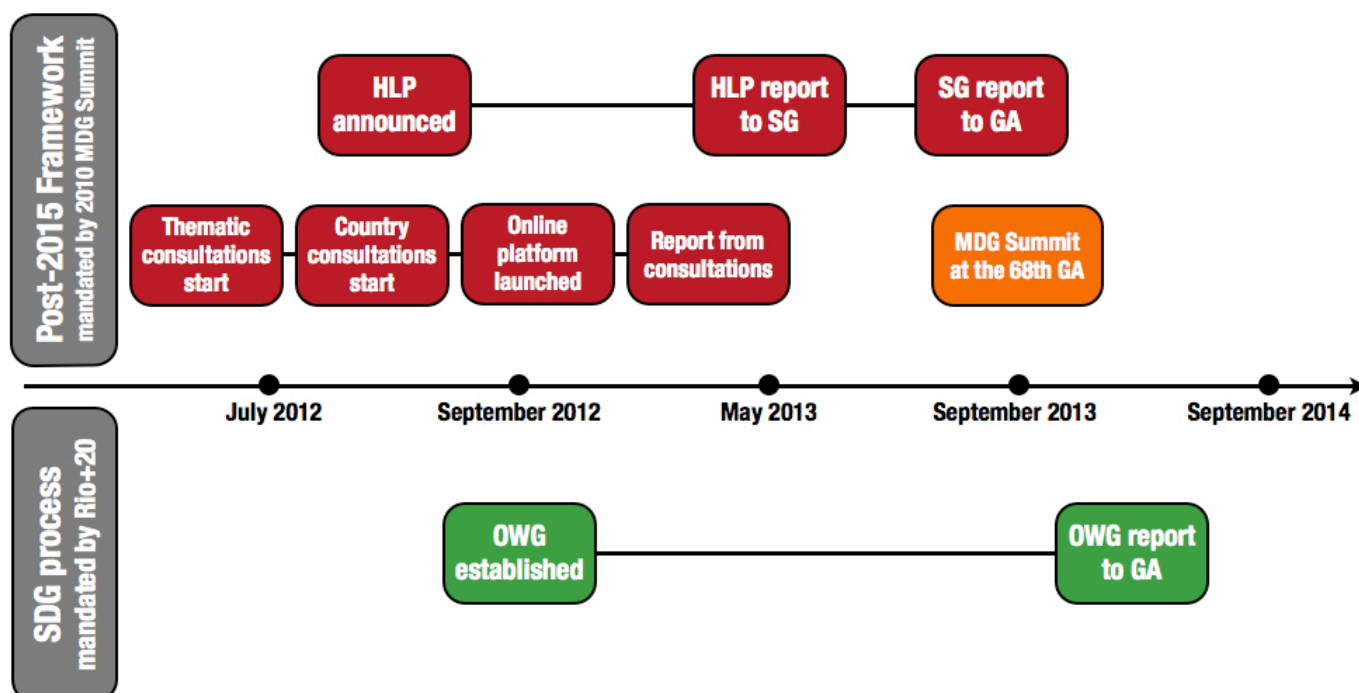 Post-2015 Framework
mandated by 2010 MDG Summit
HLP
announced
HLP report
to SG
SG report
to GA
Thematic
consultations
start
Country
consultations
start
Online
platform
launched
Report from
consultations
MDG Summit
at the 68th GA
July 2012
September 2012
May 2013
September 2013
September 2014
SDG process
mandated by Rio+20
OWG
established
OWG report
to GA